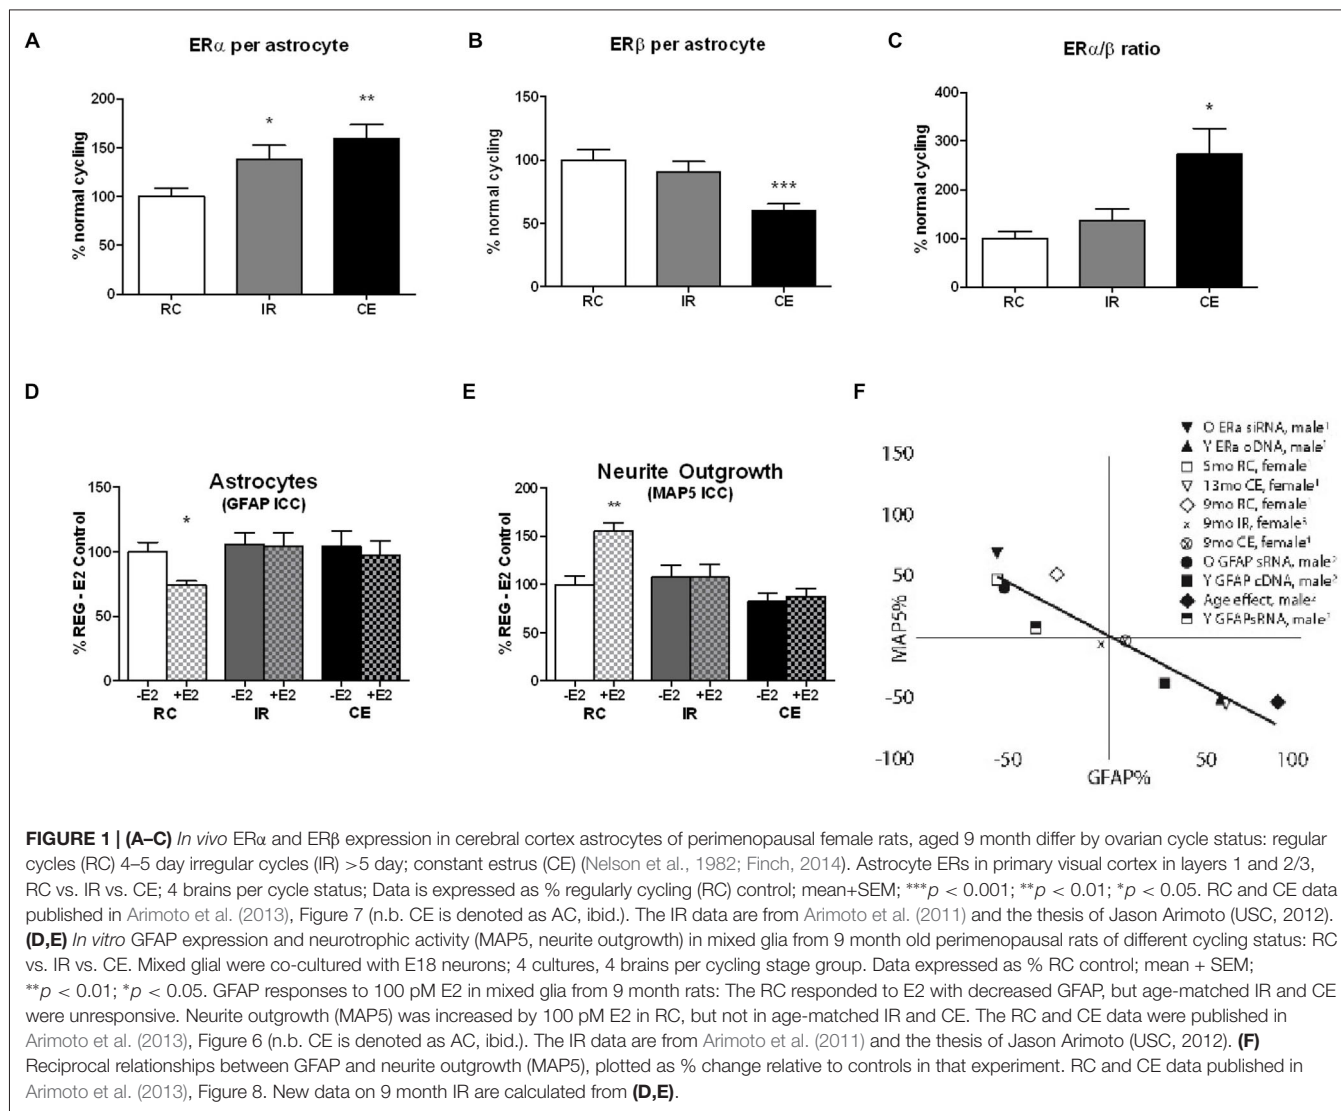 A
ERα per astrocyte
% normal cycling
200
150
100
50
0
*
**
RC
IR
CE
B
ERβ per astrocyte
% normal cycling
150
100
50
0
***
RC
IR
CE
C
ERα/β ratio
% normal cycling
400
300
200
100
0
*
RC
IR
CE
D
Astrocytes
(GFAP ICC)
% REG - E2 Control
150
100
50
0
*
-E2 +E2 -E2 +E2 -E2 +E2
RC IR CE
E
Neurite Outgrowth
(MAP5 ICC)
% REG - E2 Control
200
150
100
50
0
**
-E2 +E2 -E2 +E2 -E2 +E2
RC IR CE
F
MAP5%
150
100
50
0
-50
-100
-50
50
100
GFAP%
O ERa siRNA, male¹
Y ERa cDNA, male
5mo RC, female
13mo CE, female¹
9mo RC, female
9mo IR, female³
9mo CE, female
O GFAP sRNA, male²
Y GFAP cDNA, male²
Age effect, male
Y GFAPsRNA, male
FIGURE 1 | (A–C) In vivo ERα and ERβ expression in cerebral cortex astrocytes of perimenopausal female rats, aged 9 month differ by ovarian cycle status: regular
cycles (RC) 4–5 day irregular cycles (IR) >5 day; constant estrus (CE) (Nelson et al., 1982; Finch, 2014). Astrocyte ERs in primary visual cortex in layers 1 and 2/3,
RC vs. IR vs. CE; 4 brains per cycle status; Data is expressed as % regularly cycling (RC) control; mean+SEM; ***p < 0.001; **p < 0.01; *p < 0.05. RC and CE data
published in Arimoto et al. (2013), Figure 7 (n.b. CE is denoted as AC, ibid.). The IR data are from Arimoto et al. (2011) and the thesis of Jason Arimoto (USC, 2012).
(D,E) In vitro GFAP expression and neurotrophic activity (MAP5, neurite outgrowth) in mixed glia from 9 month old perimenopausal rats of different cycling status: RC
vs. IR vs. CE. Mixed glial were co-cultured with E18 neurons; 4 cultures, 4 brains per cycling stage group. Data expressed as % RC control; mean + SEM;
**p < 0.01; *p < 0.05. GFAP responses to 100 pM E2 in mixed glia from 9 month rats: The RC responded to E2 with decreased GFAP, but age-matched IR and CE
were unresponsive. Neurite outgrowth (MAP5) was increased by 100 pM E2 in RC, but not in age-matched IR and CE. The RC and CE data were published in
Arimoto et al. (2013), Figure 6 (n.b. CE is denoted as AC, ibid.). The IR data are from Arimoto et al. (2011) and the thesis of Jason Arimoto (USC, 2012). (F)
Reciprocal relationships between GFAP and neurite outgrowth (MAP5), plotted as % change relative to controls in that experiment. RC and CE data published in
Arimoto et al. (2013), Figure 8. New data on 9 month IR are calculated from (D,E).